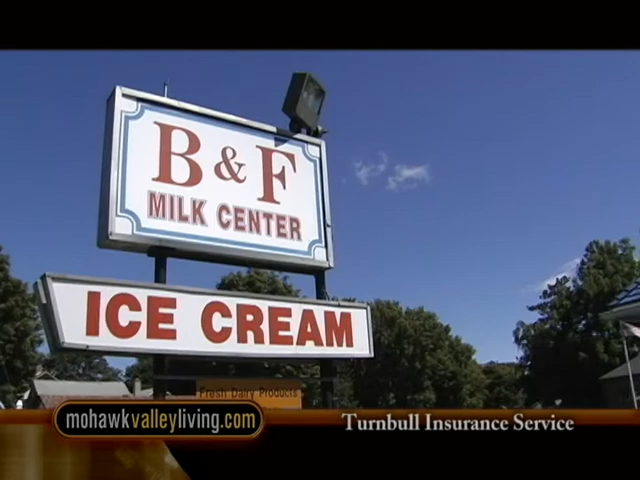 B & F
MILK CENTER
ICE CREAM
Fresh Dairy Products
mohawkvalleyliving.com
Turnbull Insurance Service